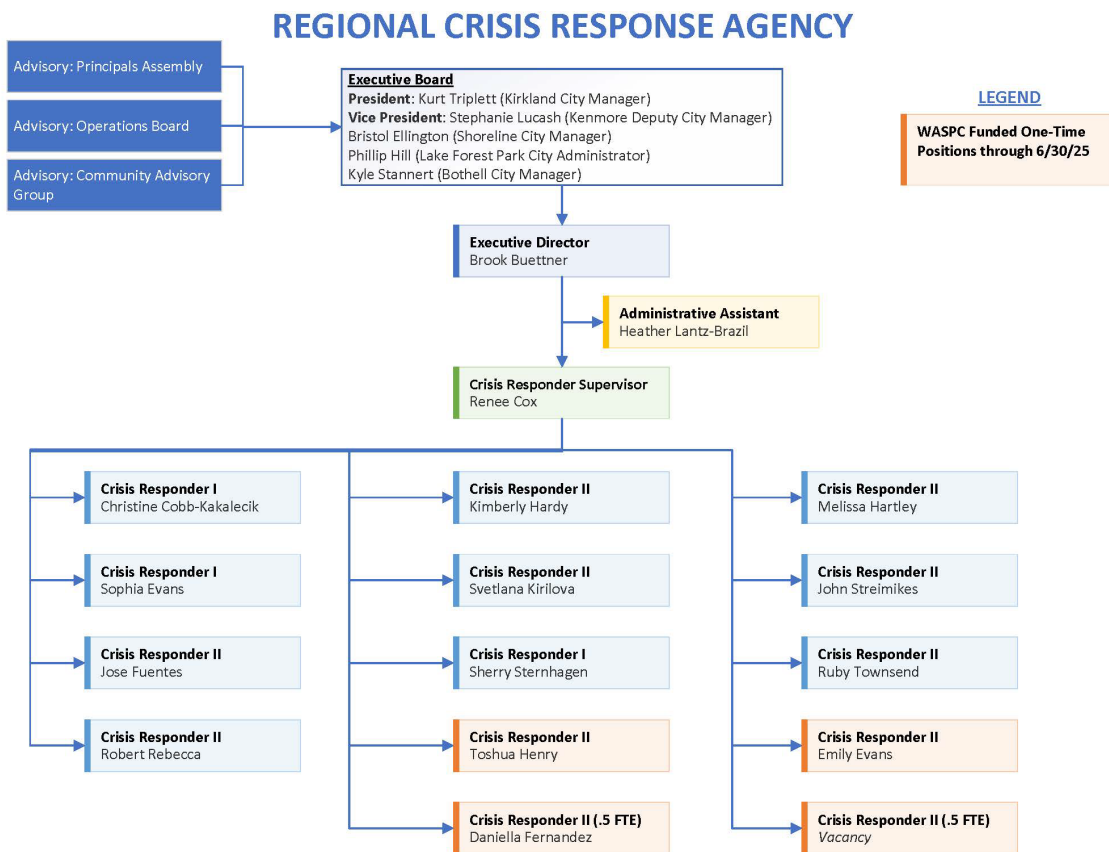 REGIONAL CRISIS RESPONSE AGENCY
Advisory: Principals Assembly
Advisory: Operations Board
Advisory: Community Advisory
Group
Executive Board
President: Kurt Triplett (Kirkland City Manager)
Vice President: Stephanie Lucash (Kenmore Deputy City Manager)
Bristol Ellington (Shoreline City Manager)
Phillip Hill (Lake Forest Park City Administrator)
Kyle Stannert (Bothell City Manager)
LEGEND
WASPC Funded One-Time
Positions through 6/30/25
Executive Director
Brook Buettner
Administrative Assistant
Heather Lantz-Brazil
Crisis Responder Supervisor
Renee Cox
Crisis Responder I
Christine Cobb-Kakalecik
Crisis Responder I
Sophia Evans
Crisis Responder II
Jose Fuentes
Crisis Responder II
Robert Rebecca
Crisis Responder II
Kimberly Hardy
Crisis Responder II
Svetlana Kirilova
Crisis Responder I
Sherry Sternhagen
Crisis Responder II
Toshua Henry
Crisis Responder II (.5 FTE)
Daniella Fernandez
Crisis Responder II
Melissa Hartley
Crisis Responder II
John Streimikes
Crisis Responder II
Ruby Townsend
Crisis Responder II
Emily Evans
Crisis Responder II (.5 FTE)
Vacancy